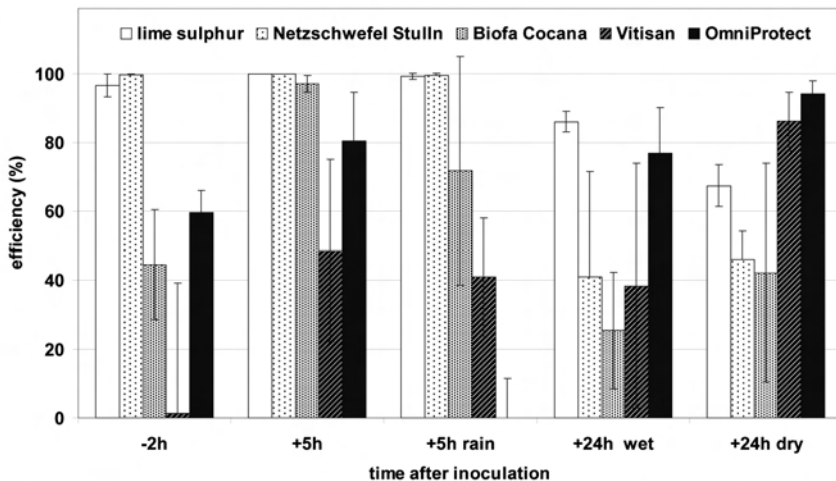 lime sulphur Netzschwefel Stulln Biofa Cocana Vitisan OmniProtect
100
80
60
40
20
0
efficiency (%)
-2h +5h +5h rain +24h wet +24h dry
time after inoculation